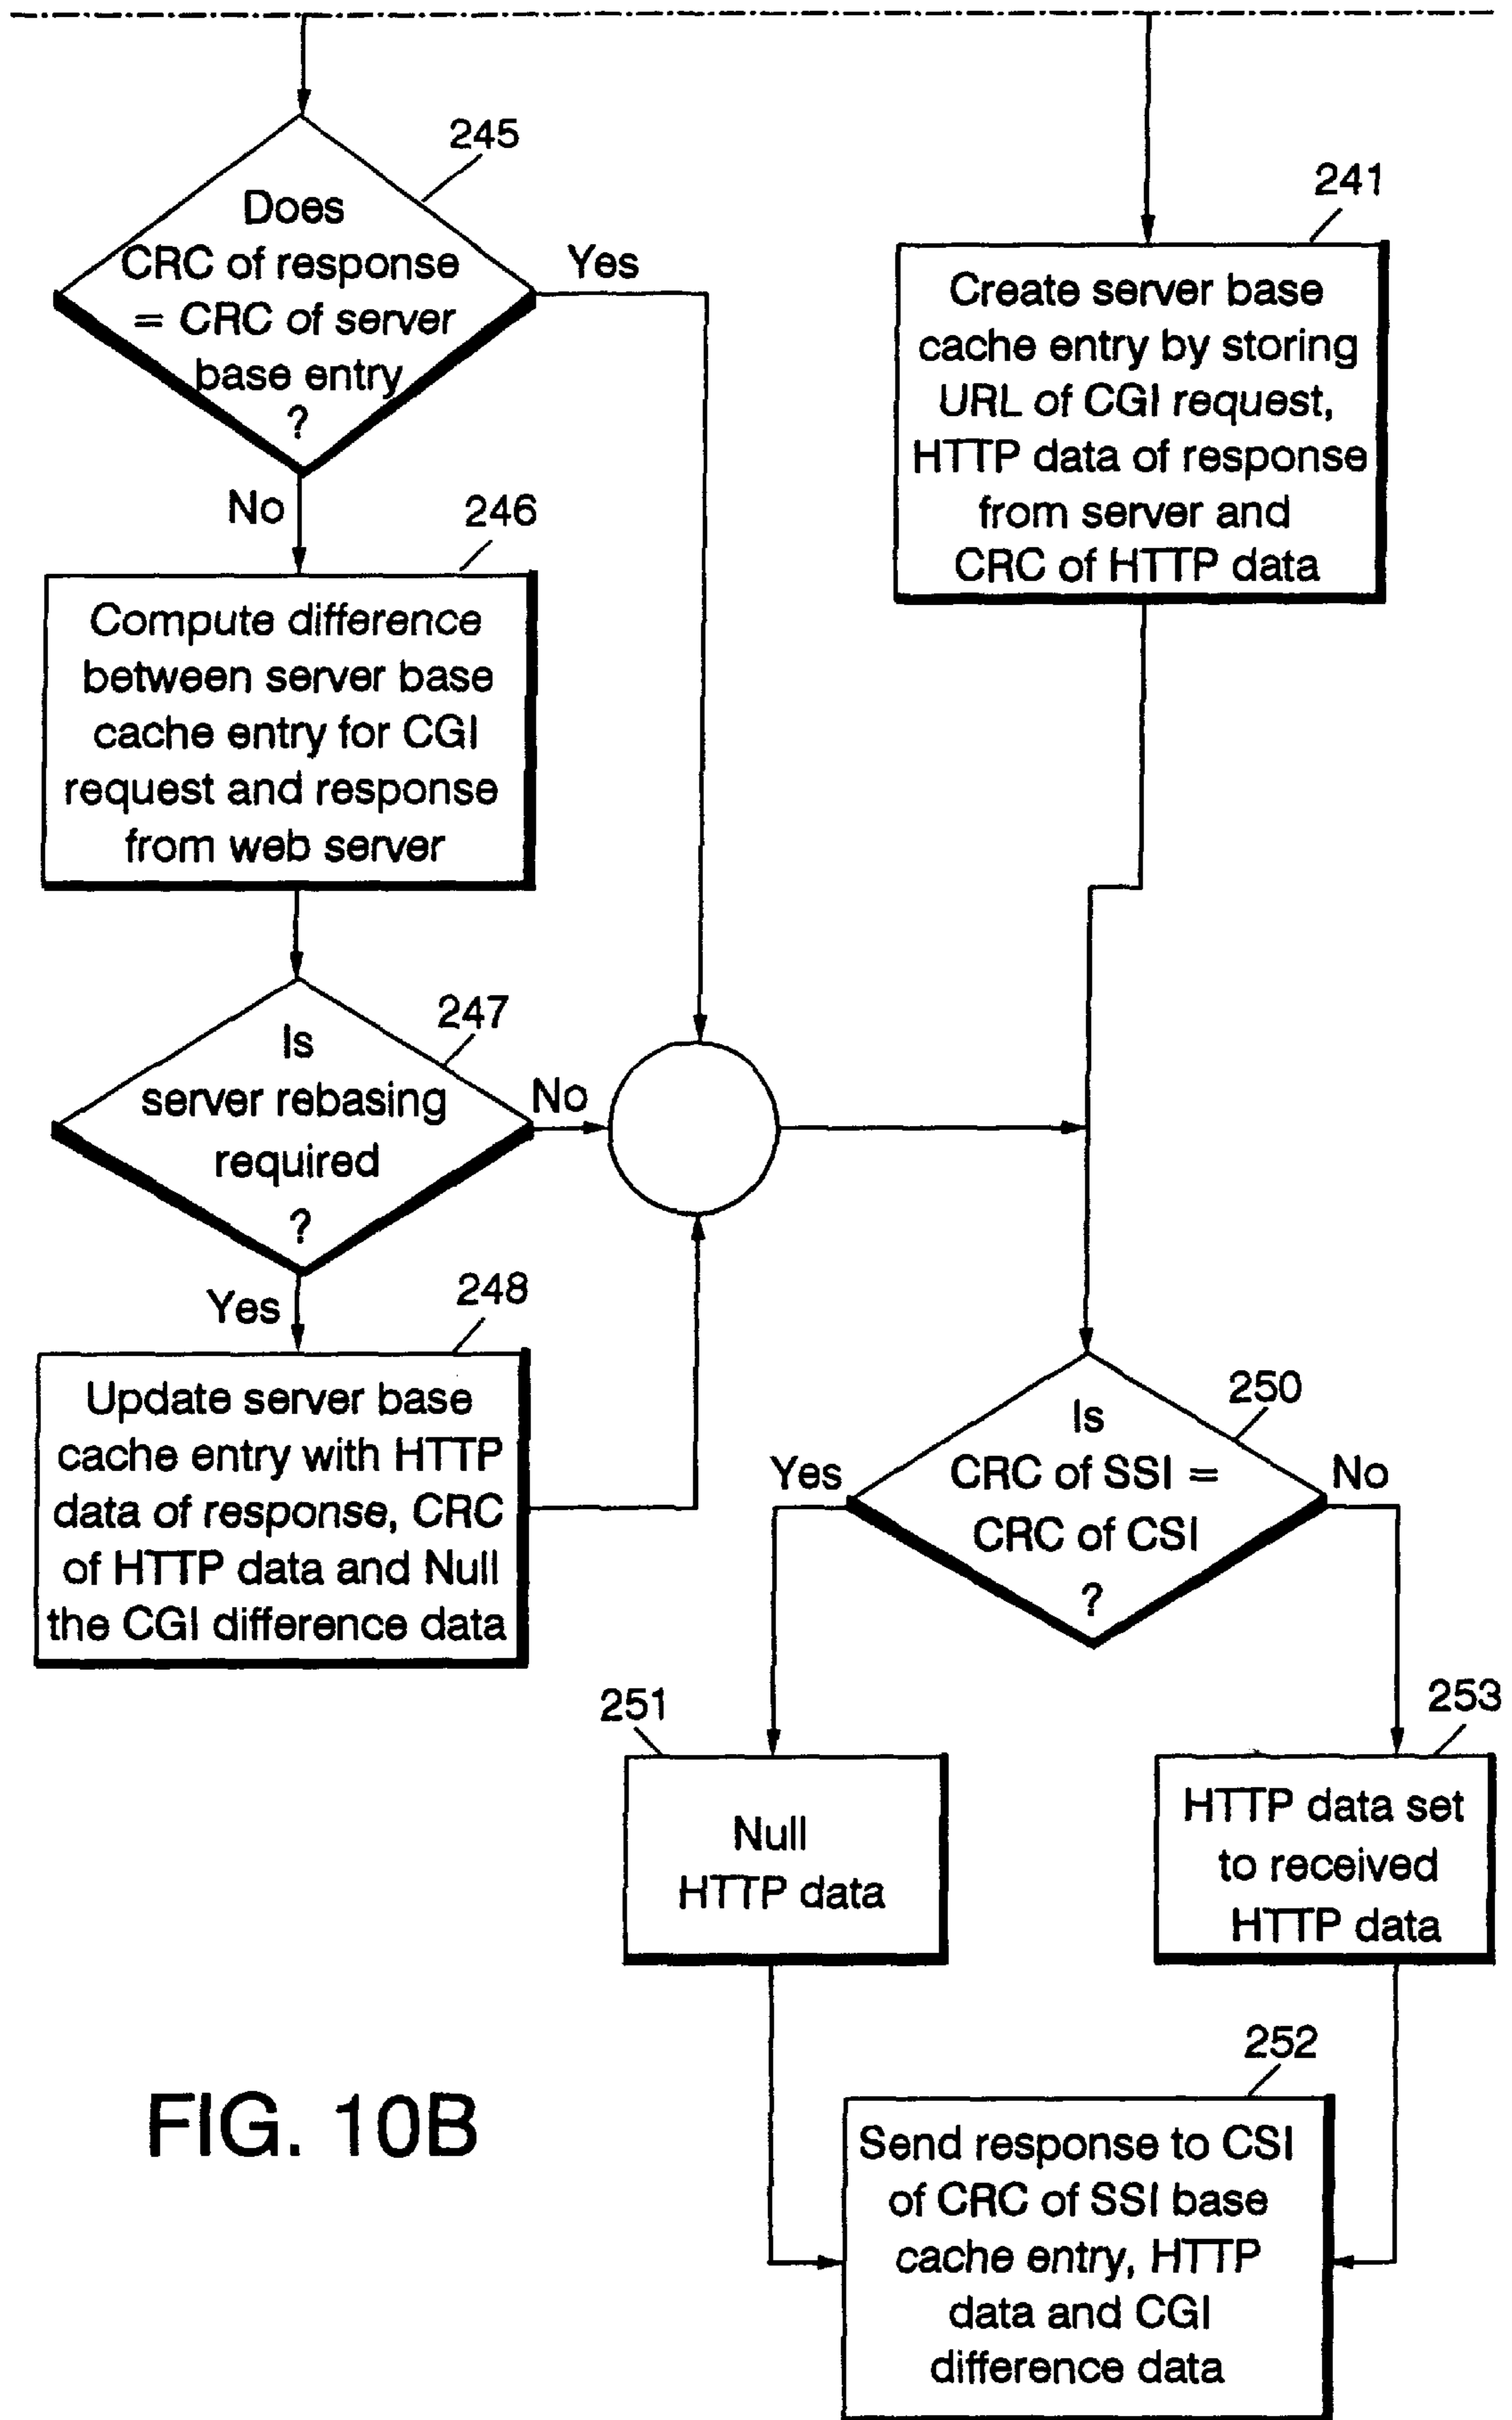 245
Does
CRC of response
= CRC of server
base entry
?
Yes
No
241
Create server base
cache entry by storing
URL of CGI request,
HTTP data of response
from server and
CRC of HTTP data
246
Compute difference
between server base
cache entry for CGI
request and response
from web server
247
Is
server rebasing
required
?
No
Yes
248
Update server base
cache entry with HTTP
data of response, CRC
of HTTP data and Null
the CGI difference data
250
Is
CRC of SSI =
CRC of CSI
?
Yes
No
251
Null
HTTP data
253
HTTP data set
to received
HTTP data
252
Send response to CSI
of CRC of SSI base
cache entry, HTTP
data and CGI
difference data
FIG. 10B